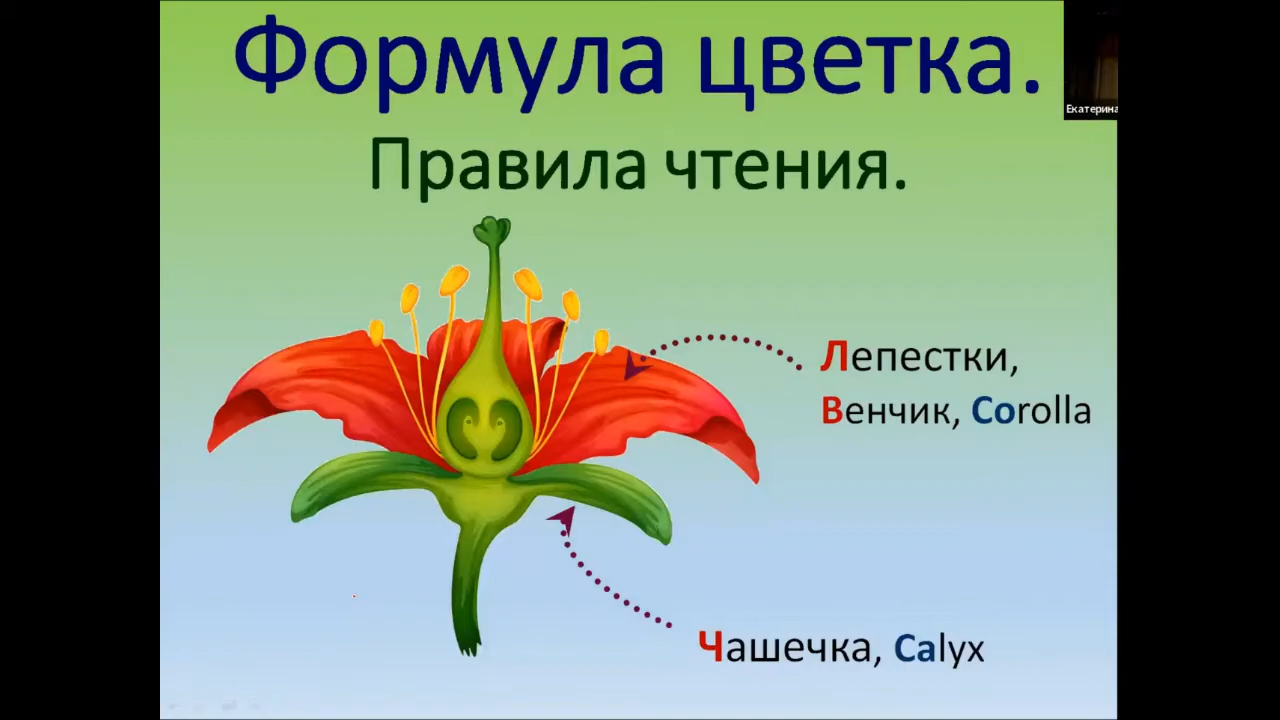 Формула цветка.
Екатерина
Правила чтения.
Лепестки,
Венчик, Corolla
Чашечка, Calyx